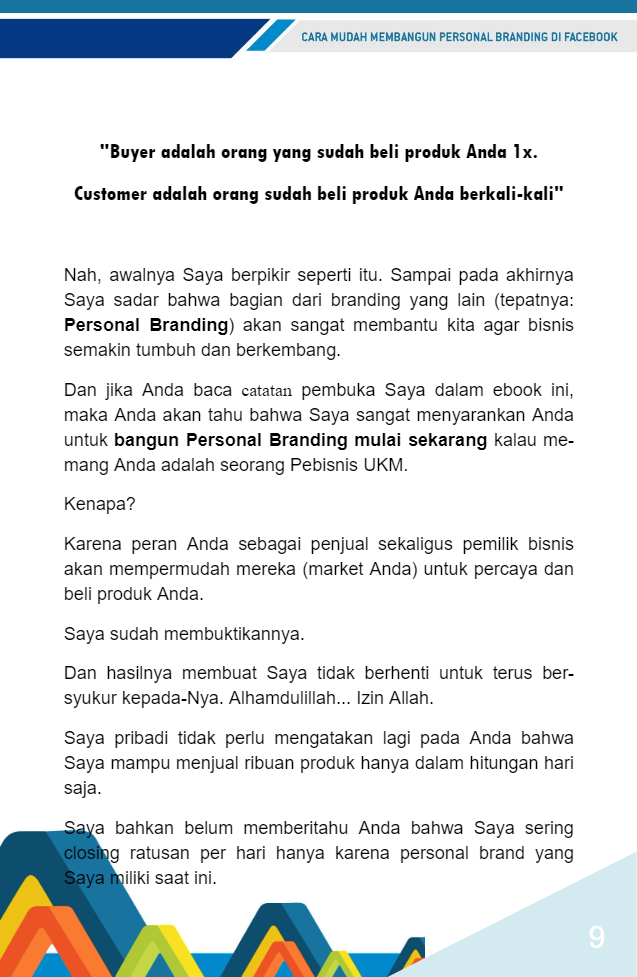 CARA MUDAH MEMBANGUN PERSONAL BRANDING DI FACEBOOK
"Buyer adalah orang yang sudah beli produk Anda 1x.
Customer adalah orang sudah beli produk Anda berkali-kali"
Nah, awalnya Saya berpikir seperti itu. Sampai pada akhirnya
Saya sadar bahwa bagian dari branding yang lain (tepatnya:
Personal Branding) akan sangat membantu kita agar bisnis
semakin tumbuh dan berkembang.
Dan jika Anda baca catatan pembuka Saya dalam ebook ini,
maka Anda akan tahu bahwa Saya sangat menyarankan Anda
untuk bangun Personal Branding mulai sekarang kalau me-
mang Anda adalah seorang Pebisnis UKM.
Kenapa?
Karena peran Anda sebagai penjual sekaligus pemilik bisnis
akan mempermudah mereka (market Anda) untuk percaya dan
beli produk Anda.
Saya sudah membuktikannya.
Dan hasilnya membuat Saya tidak berhenti untuk terus ber-
syukur kepada-Nya. Alhamdulillah... Izin Allah.
Saya pribadi tidak perlu mengatakan lagi pada Anda bahwa
Saya mampu menjual ribuan produk hanya dalam hitungan hari
saja.
Saya bahkan belum memberitahu Anda bahwa Saya sering
closing ratusan per hari hanya karena personal brand yang
Saya miliki saat ini.
9